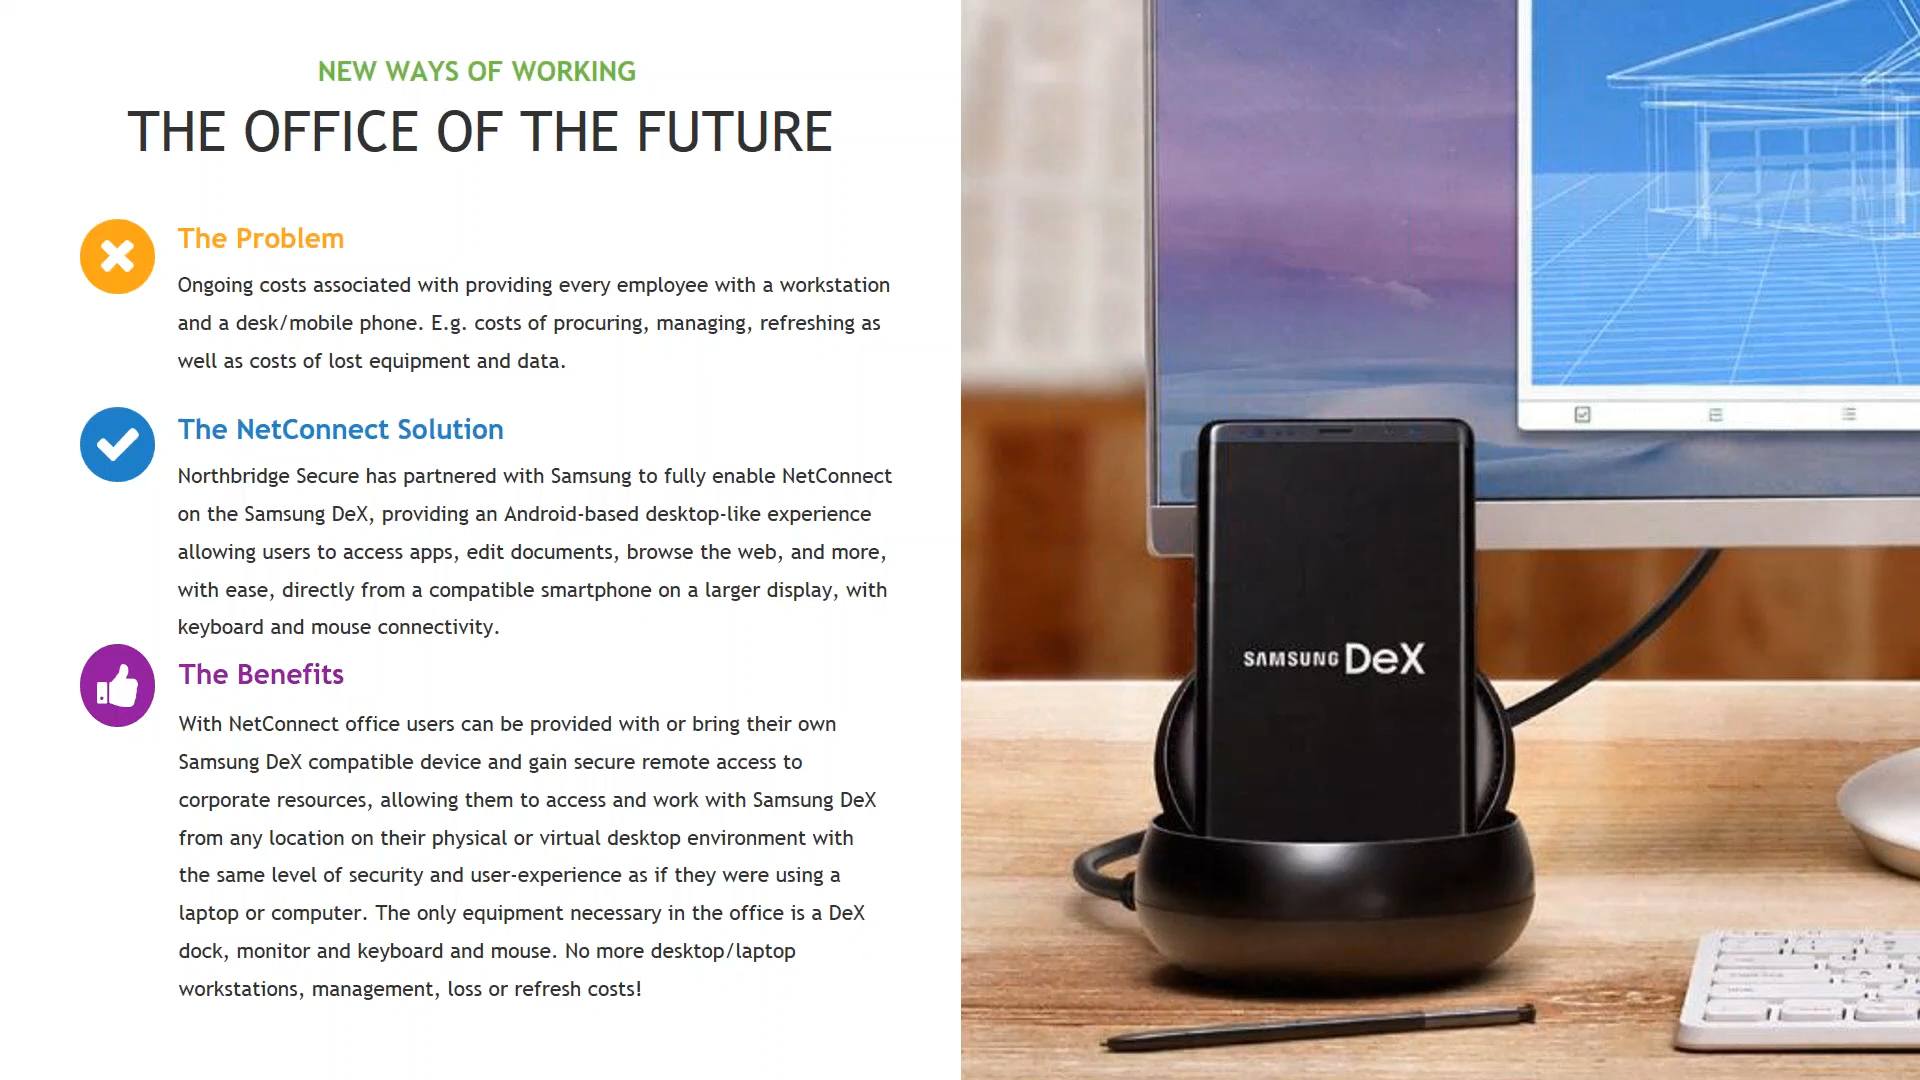 NEW WAYS OF WORKING
THE OFFICE OF THE FUTURE
The Problem
Ongoing costs associated with providing every employee with a workstation
and a desk/mobile phone. E.g. costs of procuring, managing, refreshing as
well as costs of lost equipment and data.
The NetConnect Solution
Northbridge Secure has partnered with Samsung to fully enable NetConnect
on the Samsung DeX, providing an Android-based desktop-like experience
allowing users to access apps, edit documents, browse the web, and more,
with ease, directly from a compatible smartphone on a larger display, with
keyboard and mouse connectivity.
The Benefits
With NetConnect office users can be provided with or bring their own
Samsung DeX compatible device and gain secure remote access to
corporate resources, allowing them to access and work with Samsung DeX
from any location on their physical or virtual desktop environment with
the same level of security and user-experience as if they were using a
laptop or computer. The only equipment necessary in the office is a DeX
dock, monitor and keyboard and mouse. No more desktop/laptop
workstations, management, loss or refresh costs!
SAMSUNG DeX